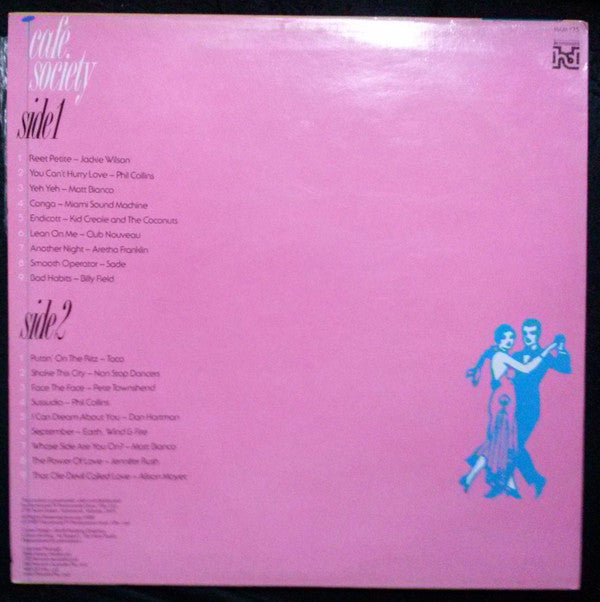 café
society
side 1
1 Reet Petite – Jackie Wilson
2 You Can't Hurry Love – Phil Collins
3 Yeh Yeh – Matt Bianco
4 Conga – Miami Sound Machine
5 Endicott – Kid Creole and The Coconuts
6 Lean On Me – Club Nouveau
7 Another Night – Aretha Franklin
8 Smooth Operator – Sade
9 Bad Habits – Billy Field
side 2
1 Puttin' On The Ritz – Taco
2 Shake This City – Non Stop Dancers
3 Face The Face – Pete Townshend
4 Sussudio – Phil Collins
5 I Can Dream About You – Dan Hartman
6 September – Earth, Wind & Fire
7 Whose Side Are You On? – Matt Bianco
8 The Power Of Love – Jennifer Rush
That Ole Devil Called Love – Alison Moyet